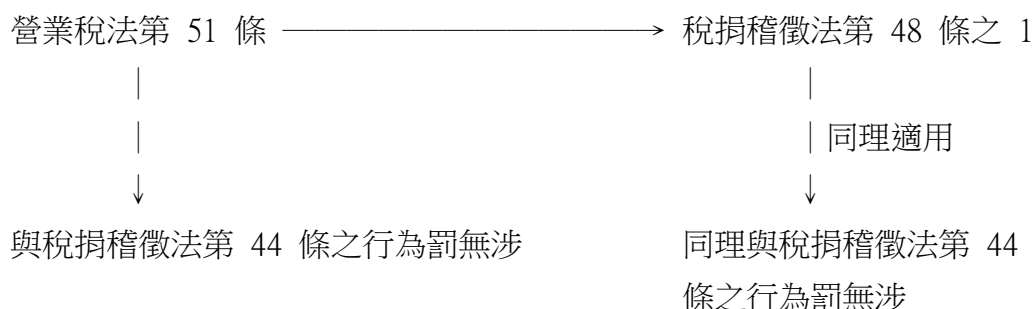 營業稅法第 51 條 ⟶ 稅捐稽徵法第 48 條之 1
同理適用
與稅捐稽徵法第 44 條之行為罰無涉
同理與稅捐稽徵法第 44
條之行為罰無涉